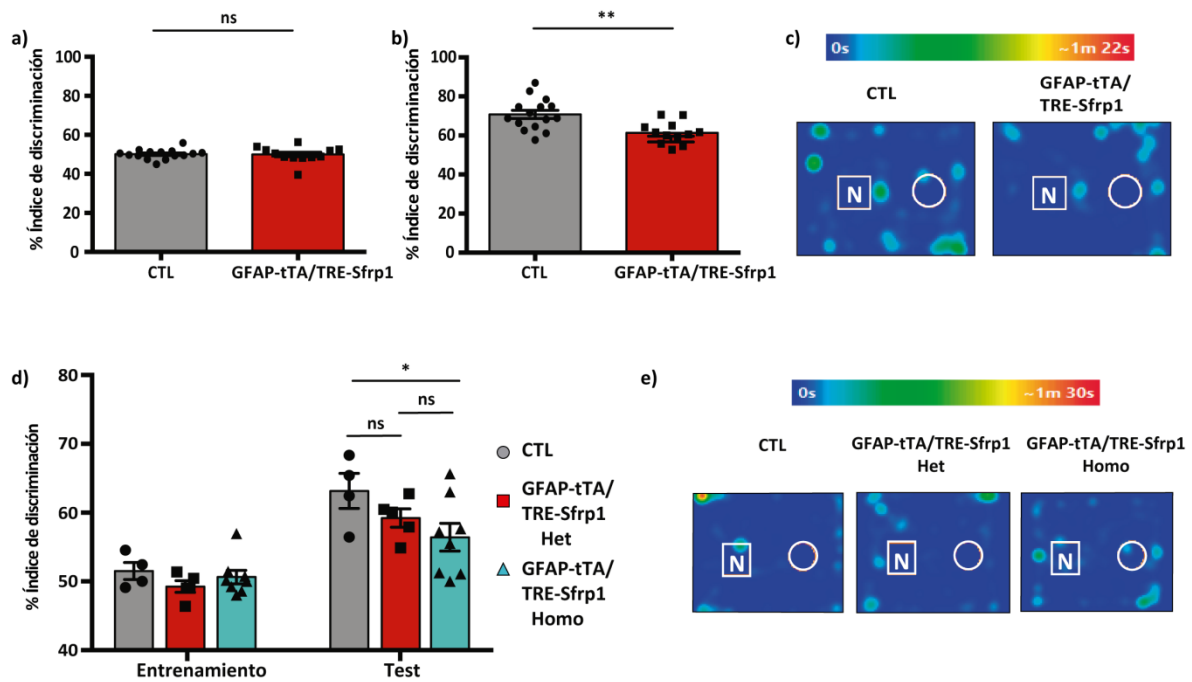 a)
ns
% Índice de discriminación
100
80
60
40
20
0
CTL
GFAP-tTA/TRE-Sfrp1
b)
**
% Índice de discriminación
100
80
60
40
20
0
CTL
GFAP-tTA/TRE-Sfrp1
c)
0s
~1m 22s
CTL
GFAP-tTA/
TRE-Sfrp1
N
N
d)
% Índice de discriminación
80
70
60
50
40
*
ns
ns
Entrenamiento
Test
CTL
GFAP-tTA/
TRE-Sfrp1
Het
GFAP-tTA/
TRE-Sfrp1
Homo
e)
0s
~1m 30s
CTL
GFAP-tTA/TRE-Sfrp1
Het
GFAP-tTA/TRE-Sfrp1
Homo
N
N
N